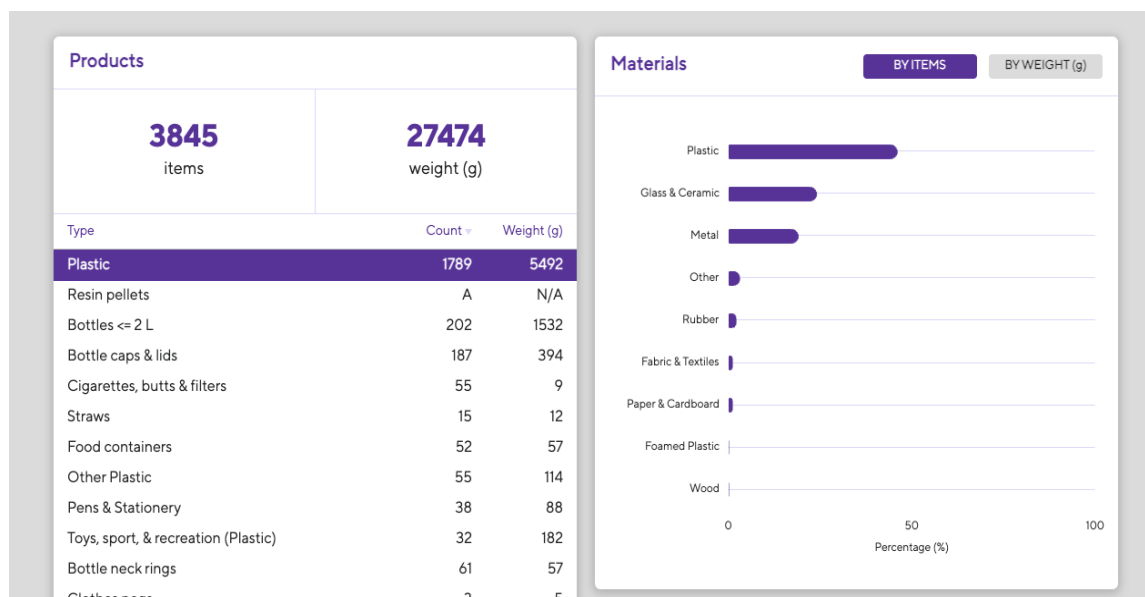 Products
3845
items
27474
weight (g)
Type Count Weight (g)
Plastic 1789 5492
Resin pellets A N/A
Bottles <= 2 L 202 1532
Bottle caps & lids 187 394
Cigarettes, butts & filters 55 9
Straws 15 12
Food containers 52 57
Other Plastic 55 114
Pens & Stationery 38 88
Toys, sport, & recreation (Plastic) 32 182
Bottle neck rings 61 57
Materials
BY ITEMS
BY WEIGHT (g)
Plastic
Glass & Ceramic
Metal
Other
Rubber
Fabric & Textiles
Paper & Cardboard
Foamed Plastic
Wood
0 50 100
Percentage (%)